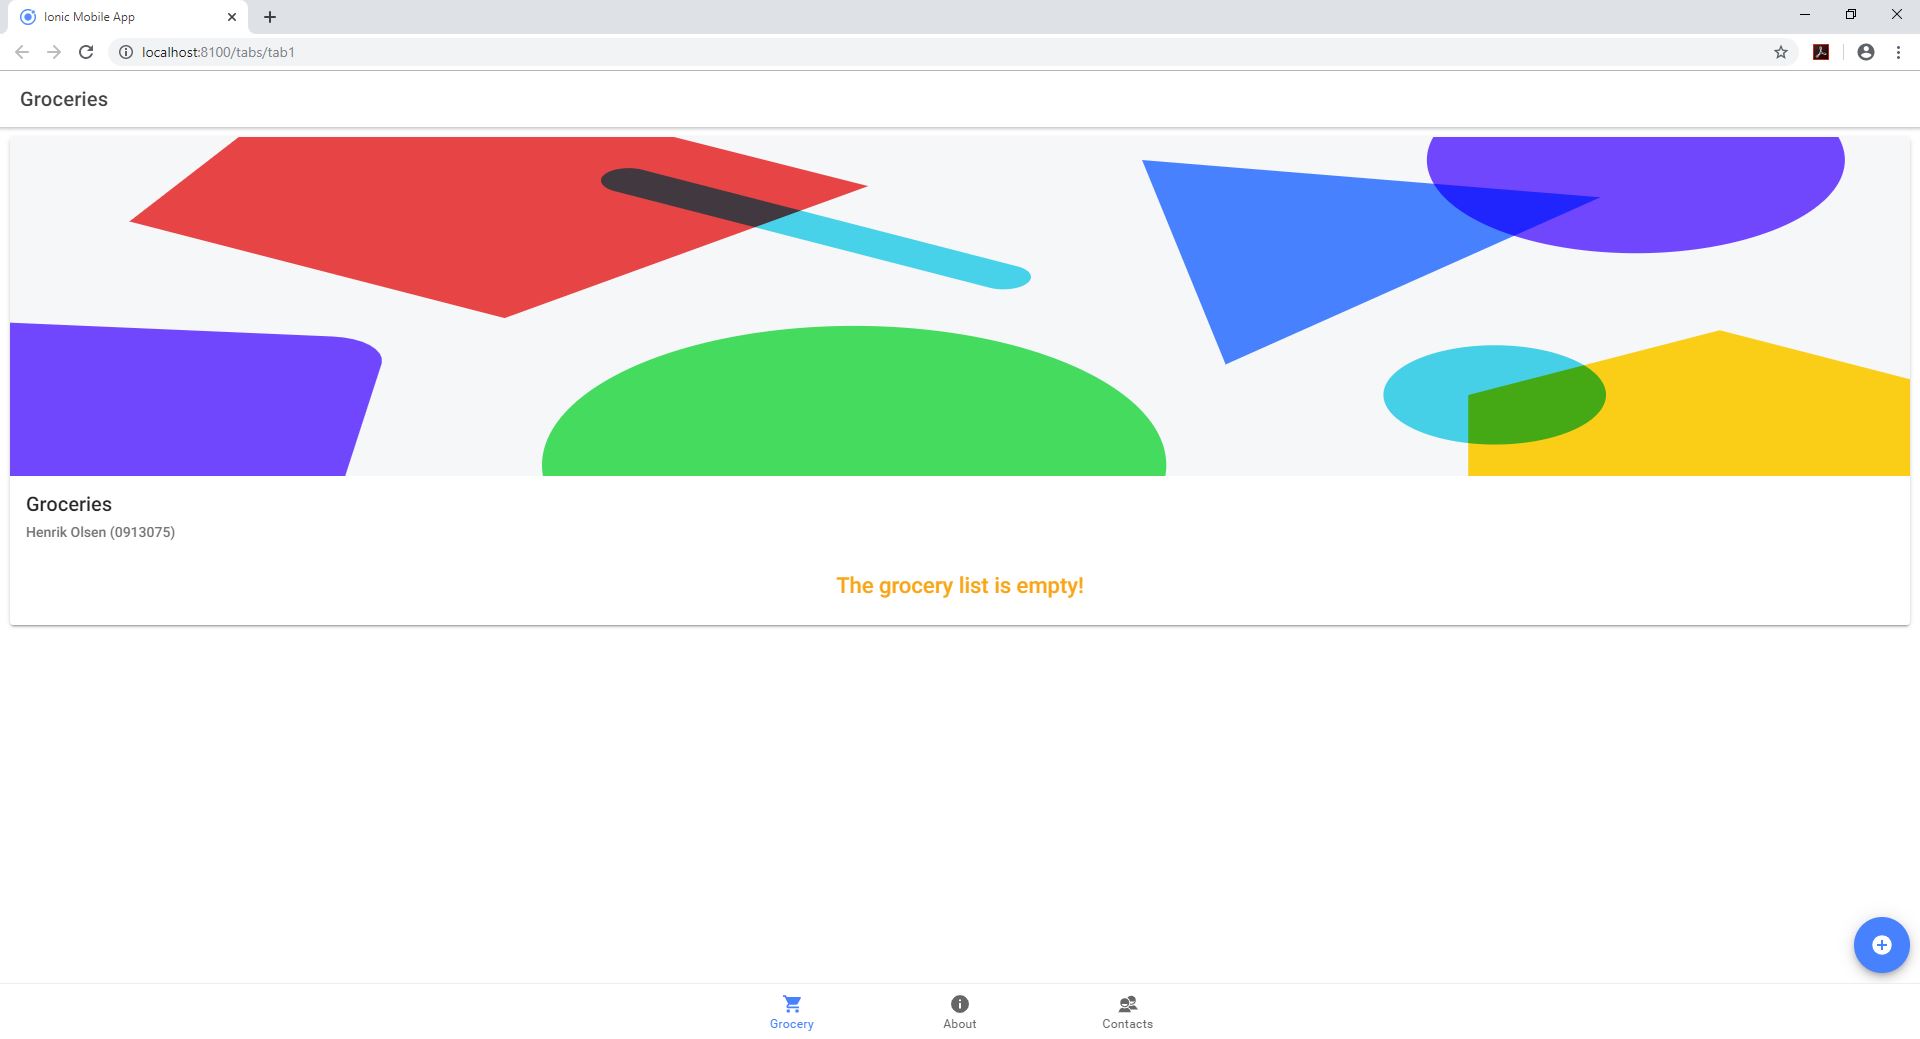 Ionic Mobile App
localhost:8100/tabs/tab1
Groceries
Groceries
Henrik Olsen (0913075)
The grocery list is empty!
Grocery
About
Contacts